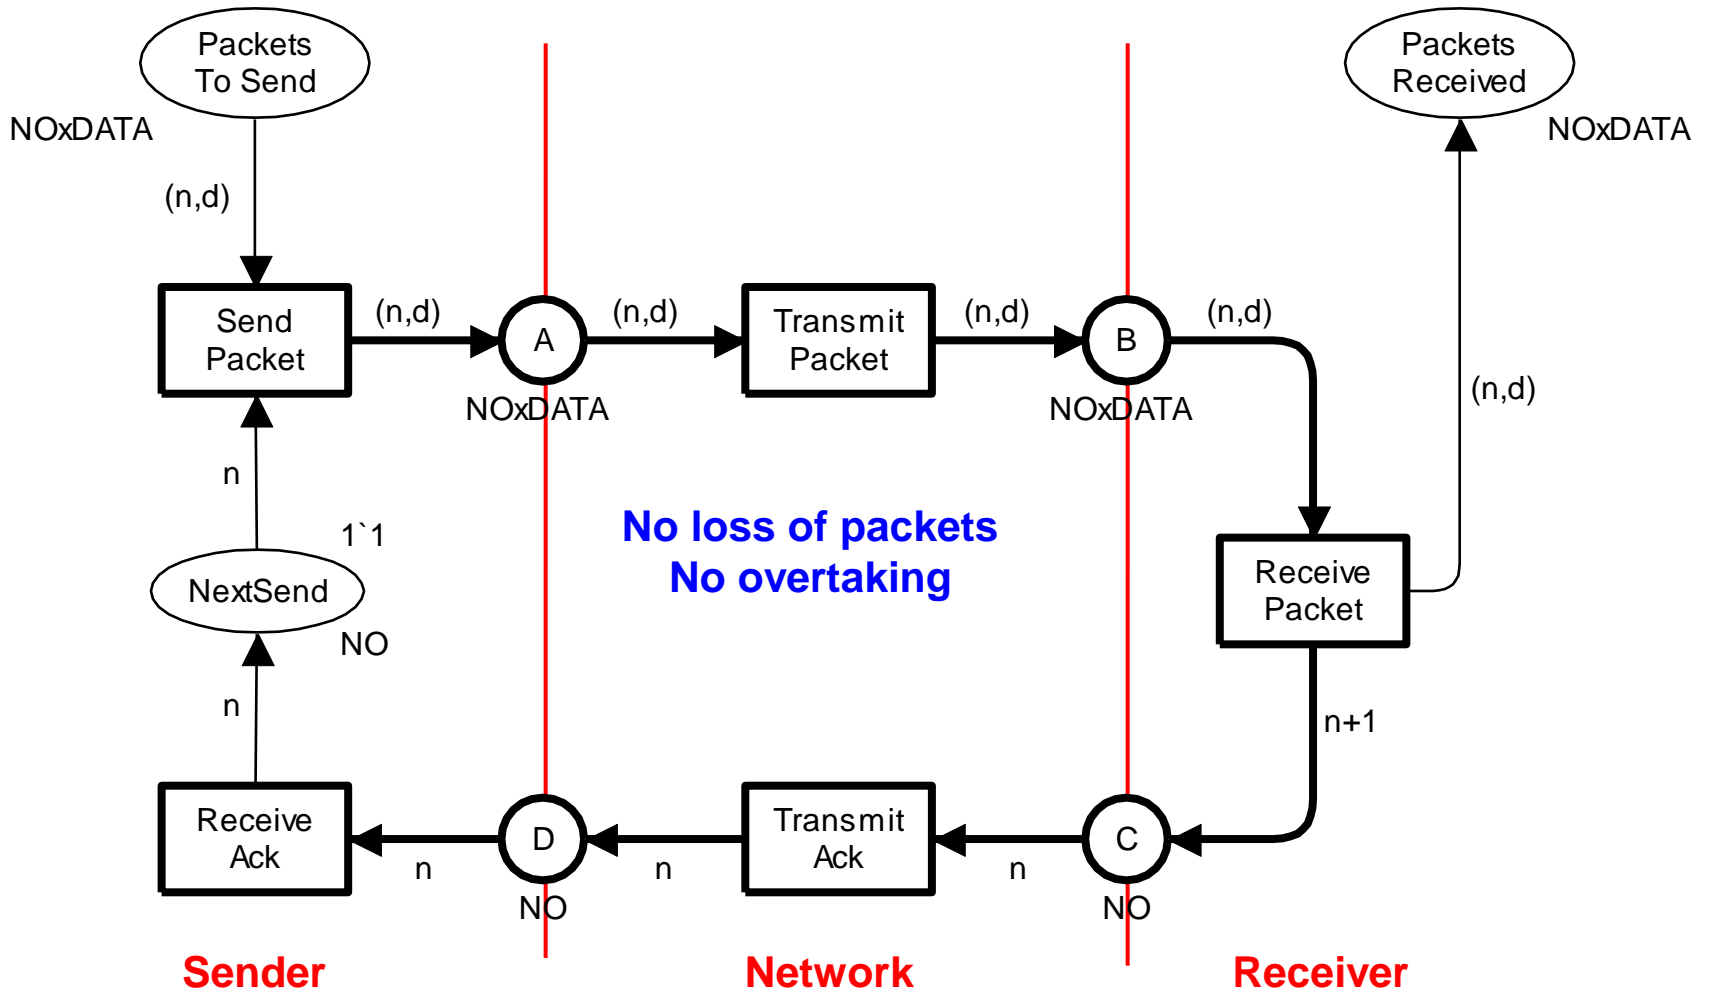 Packets
To Send
Packets
Received
NOxDATA
NOxDATA
(n,d)
Send
Packet
(n,d)
A
(n,d)
Transmit
Packet
(n,d)
B
(n,d)
NOxDATA
NOxDATA
(n,d)
n
1`1
NextSend
NO
No loss of packets
No overtaking
Receive
Packet
n
n+1
Receive
Ack
n
D
n
Transmit
Ack
n
C
NO
NO
Sender
Network
Receiver